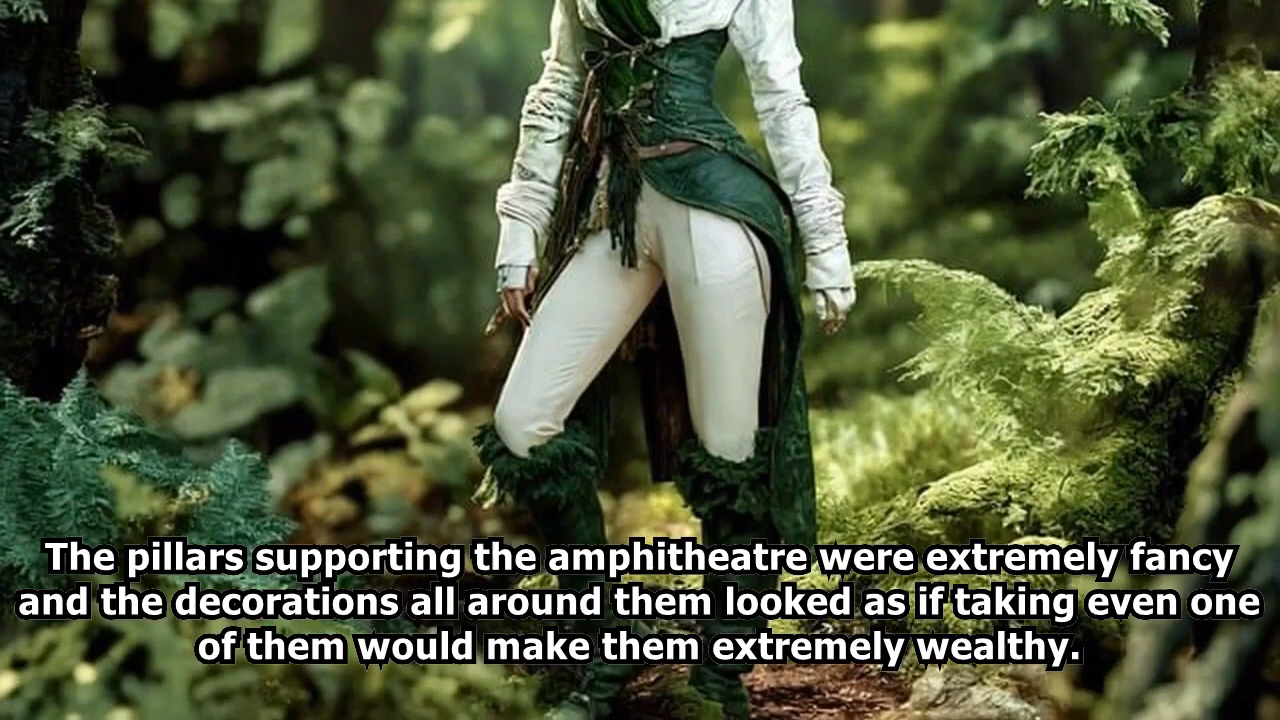 The pillars supporting the amphitheatre were extremely fancy
and the decorations all around them looked as if taking even one
of them would make them extremely wealthy.